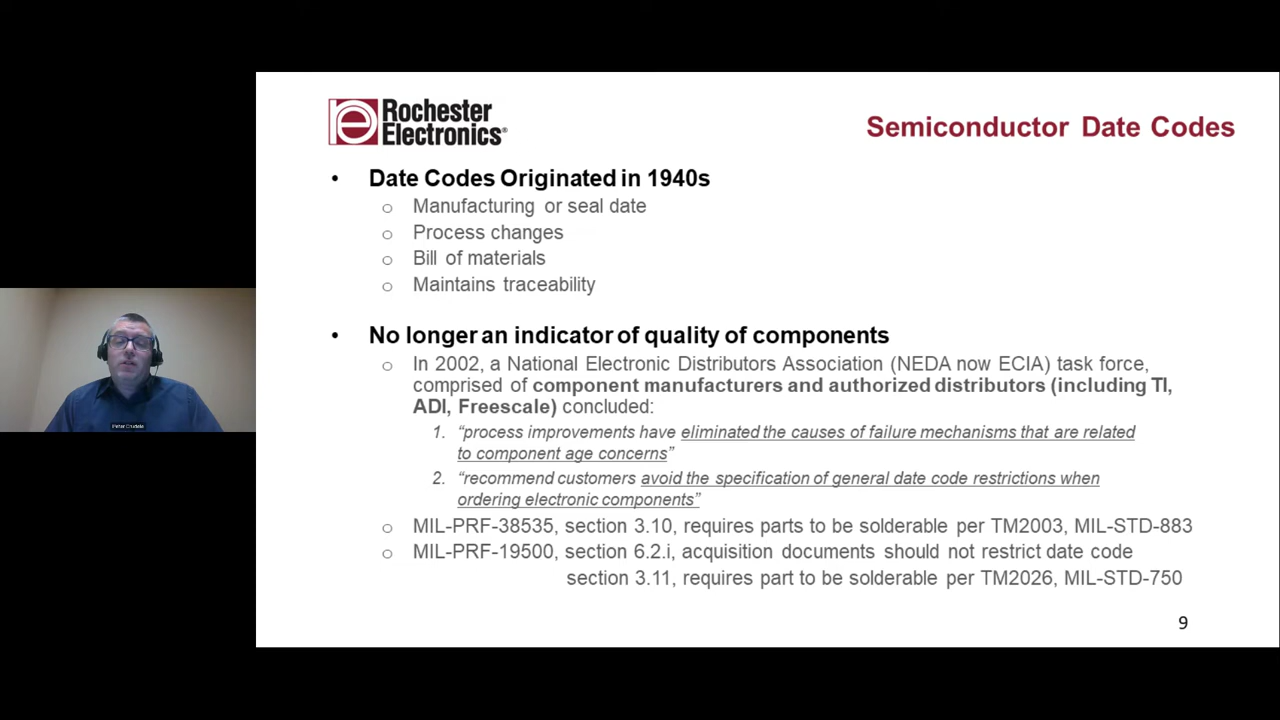 Rochester
Electronics®
Semiconductor Date Codes
• Date Codes Originated in 1940s
o Manufacturing or seal date
o Process changes
o Bill of materials
o Maintains traceability
• No longer an indicator of quality of components
o In 2002, a National Electronic Distributors Association (NEDA now ECIA) task force,
comprised of component manufacturers and authorized distributors (including TI,
ADI, Freescale) concluded:
1. “process improvements have eliminated the causes of failure mechanisms that are related
to component age concerns”
2. “recommend customers avoid the specification of general date code restrictions when
ordering electronic components”
o MIL-PRF-38535, section 3.10, requires parts to be solderable per TM2003, MIL-STD-883
o MIL-PRF-19500, section 6.2.i, acquisition documents should not restrict date code
section 3.11, requires part to be solderable per TM2026, MIL-STD-750
9
Peter Crudele